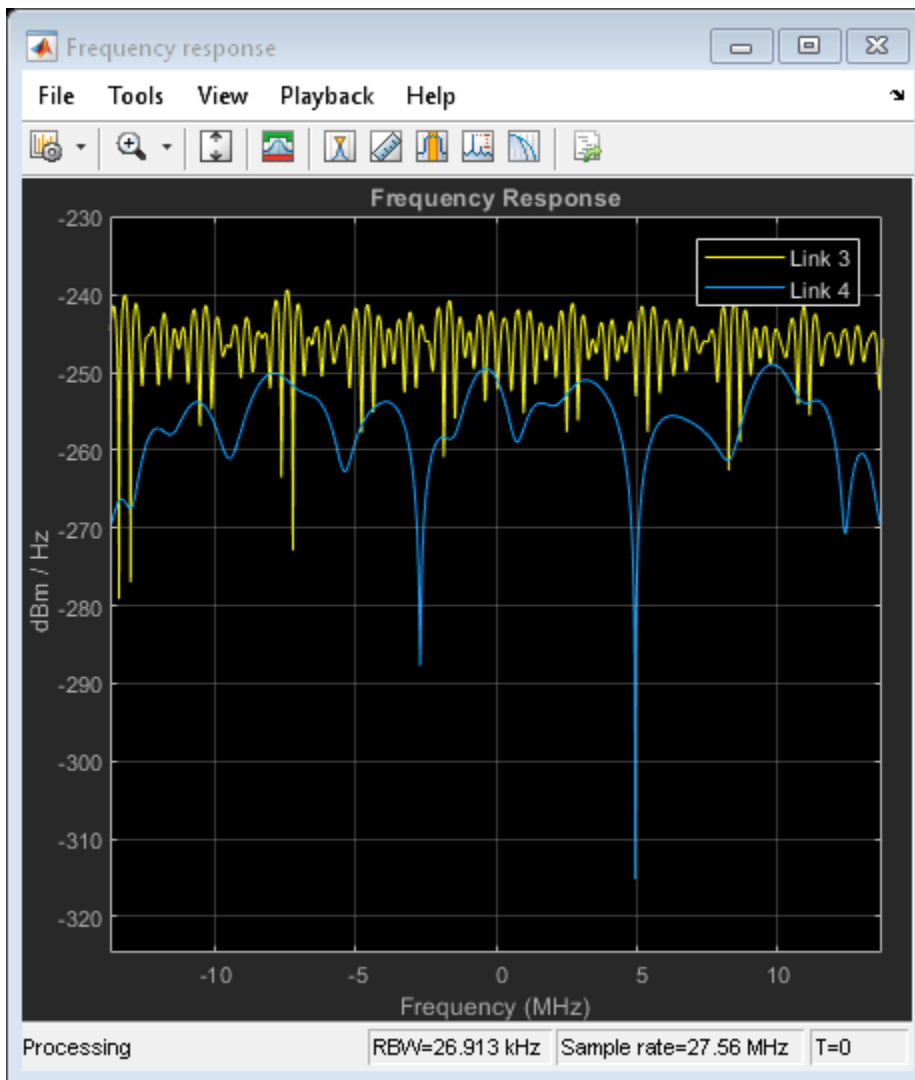 Frequency response
File Tools View Playback Help
Frequency Response
-230
-240
-250
-260
-270
-280
-290
-300
-310
-320
dBm / Hz
Link 3
Link 4
-10 -5 0 5 10
Frequency (MHz)
Processing RBW=26.913 kHz Sample rate=27.56 MHz T=0